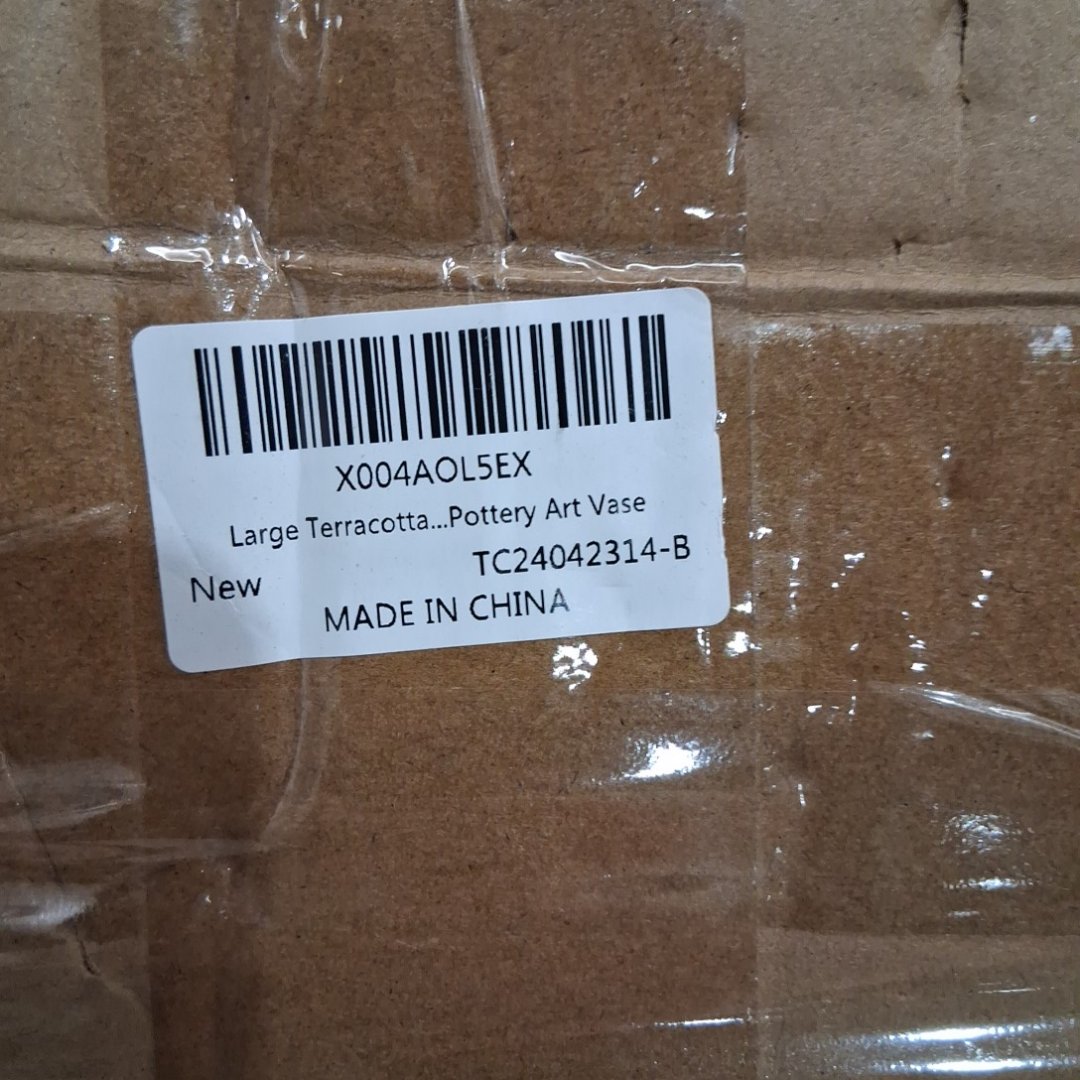 X004AOL5EX
Large Terracotta...Pottery Art Vase
New TC24042314-B
MADE IN CHINA